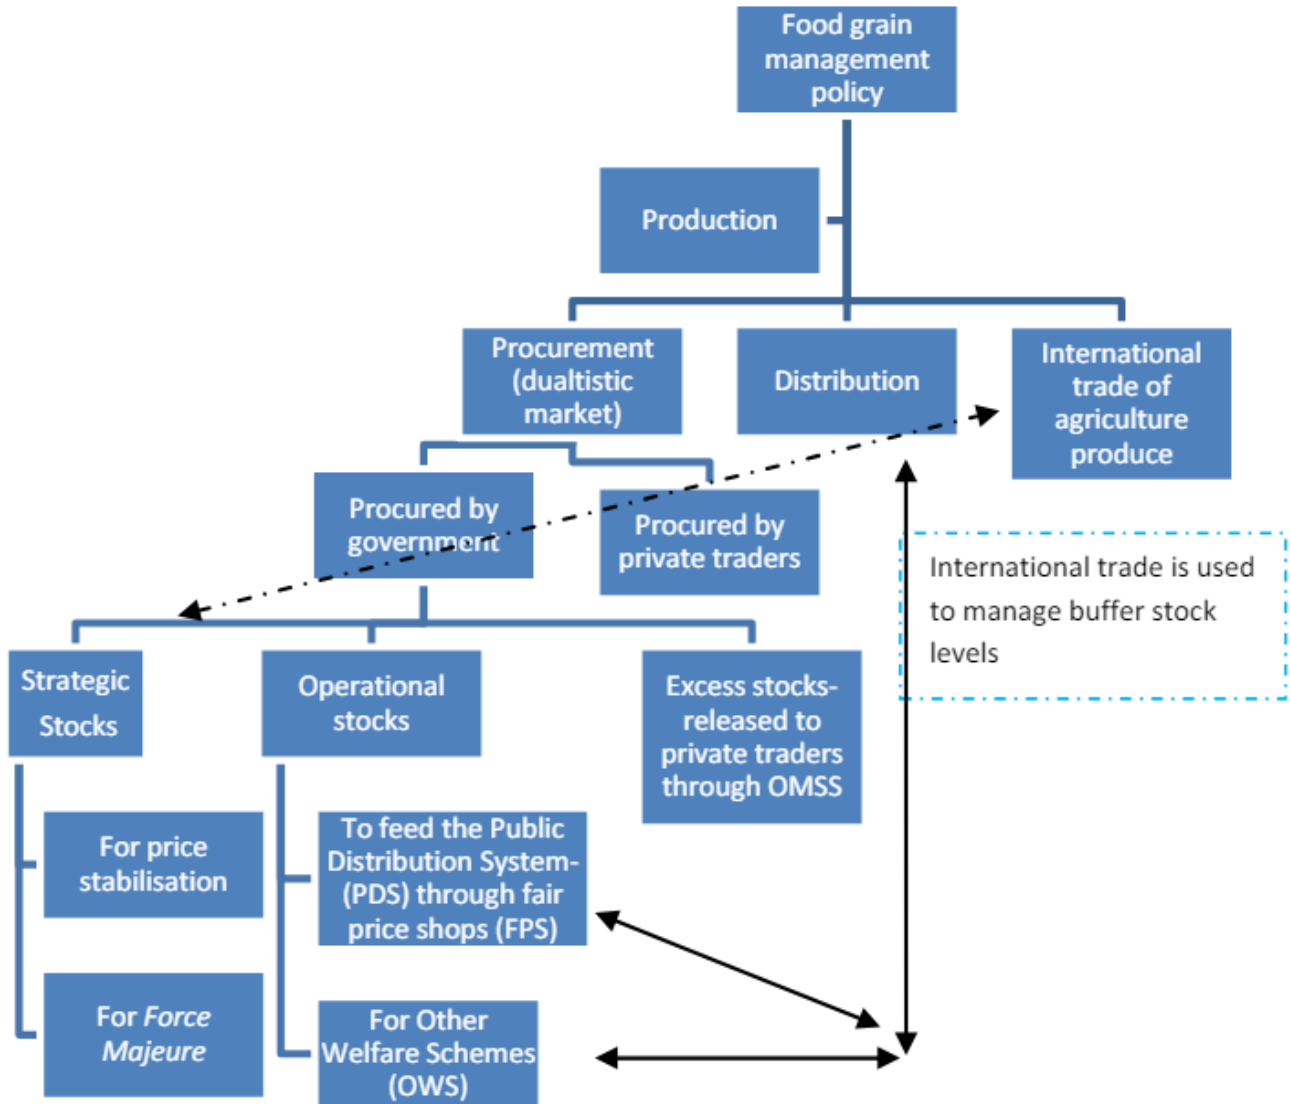 Food grain
management
policy
Production
Procurement
(dualtistic
market)
Distribution
International
trade of
agriculture
produce
Procured by
government
Procured by
private traders
International trade is used
to manage buffer stock
levels
Strategic
Stocks
Operational
stocks
Excess stocks-
released to
private traders
through OMSS
For price
stabilisation
To feed the Public
Distribution System-
(PDS) through fair
price shops (FPS)
For Force
Majeure
For Other
Welfare Schemes
(OWS)